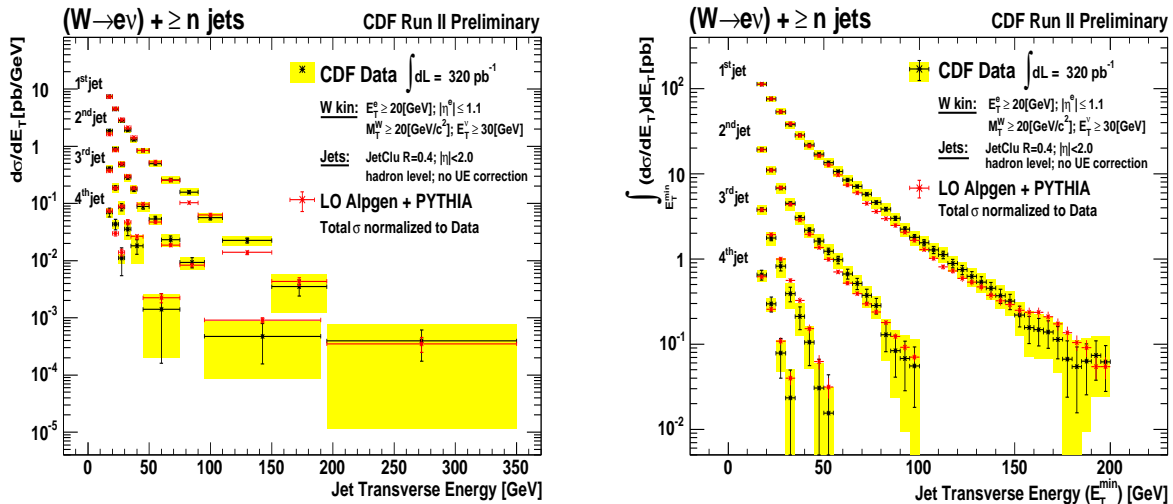 (W→eν) + ≥ n jets
CDF Run II Preliminary
dσ/dE_T [pb/GeV]
10
1
10^-1
10^-2
10^-3
10^-4
10^-5
1st jet
2nd jet
3rd jet
4th jet
CDF Data ∫dL = 320 pb^-1
W kin: E_T^e ≥ 20[GeV]; |η^e| ≤ 1.1
M_T^W ≥ 20[GeV/c^2]; E_T^ν ≥ 30[GeV]
Jets: JetClu R=0.4; |η|<2.0
hadron level; no UE correction
LO Alpgen + PYTHIA
Total σ normalized to Data
0 50 100 150 200 250 300 350
Jet Transverse Energy [GeV]
(W→eν) + ≥ n jets
CDF Run II Preliminary
∫_{E_T^min} (dσ/dE_T)dE_T[pb]
10^2
10
1
10^-1
10^-2
1st jet
2nd jet
3rd jet
4th jet
CDF Data ∫dL = 320 pb^-1
W kin: E_T^e ≥ 20[GeV]; |η^e| ≤ 1.1
M_T^W ≥ 20[GeV/c^2]; E_T^ν ≥ 30[GeV]
Jets: JetClu R=0.4; |η|<2.0
hadron level; no UE correction
LO Alpgen + PYTHIA
Total σ normalized to Data
0 50 100 150 200
Jet Transverse Energy (E_T^min) [GeV]